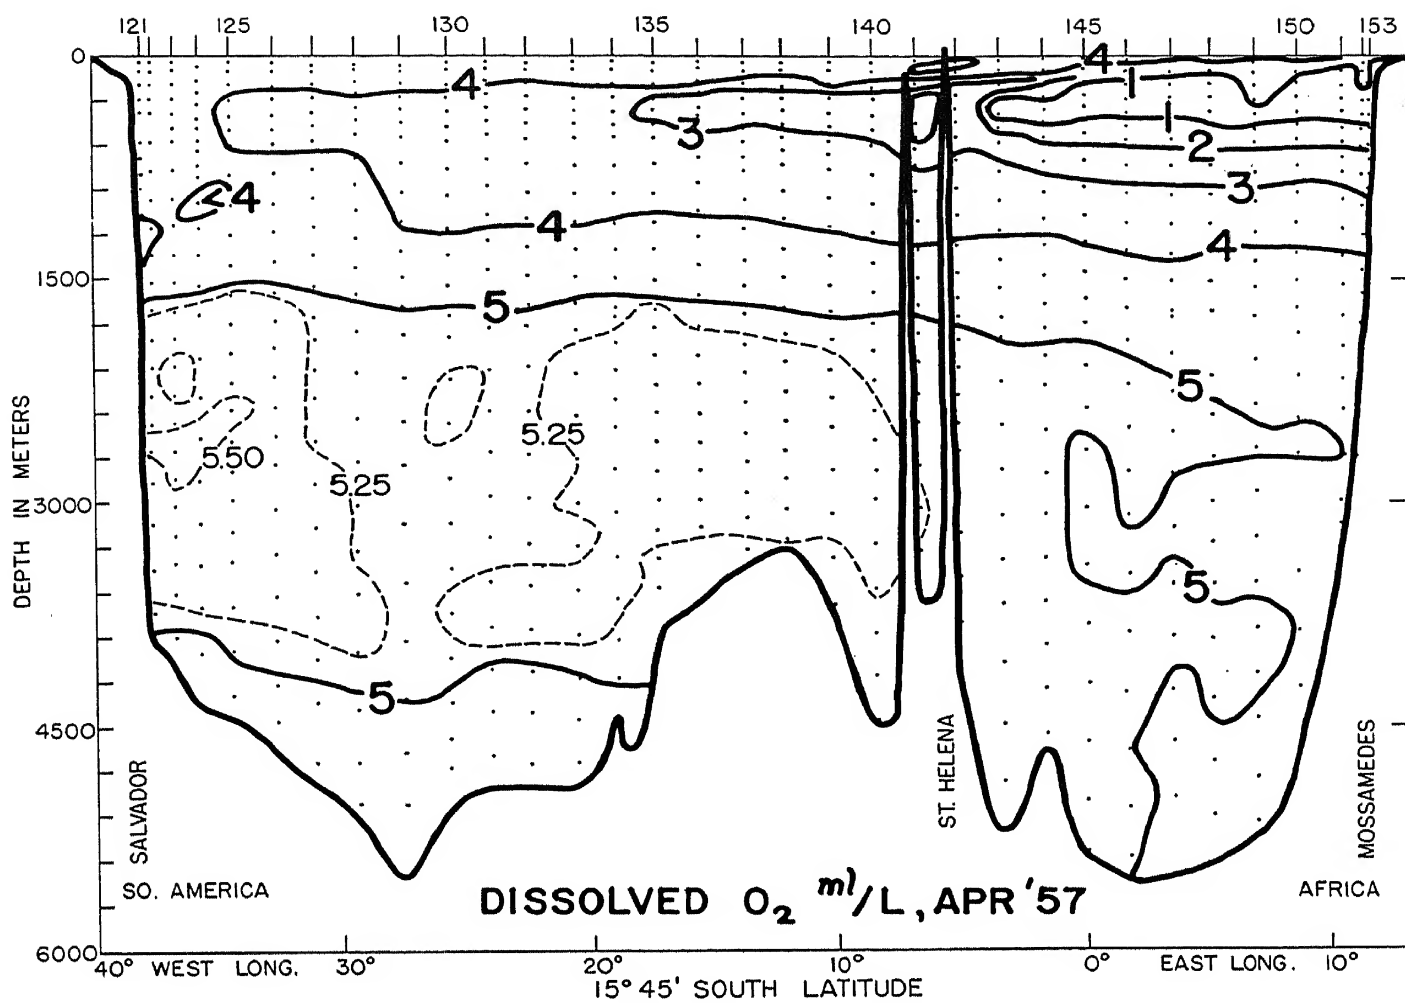 121 125 130 135 140 145 150 153
0
4 4
1
3 1
2
<4 3
4 4
1500
5
5
5.25
5.50
5.25
3000
5
5
4500
6000
DEPTH IN METERS
SALVADOR
SO. AMERICA
ST. HELENA
MOSSAMEDES
AFRICA
DISSOLVED O₂ ml/L, APR '57
40° WEST LONG. 30° 20° 10° 0° EAST LONG. 10°
15° 45' SOUTH LATITUDE